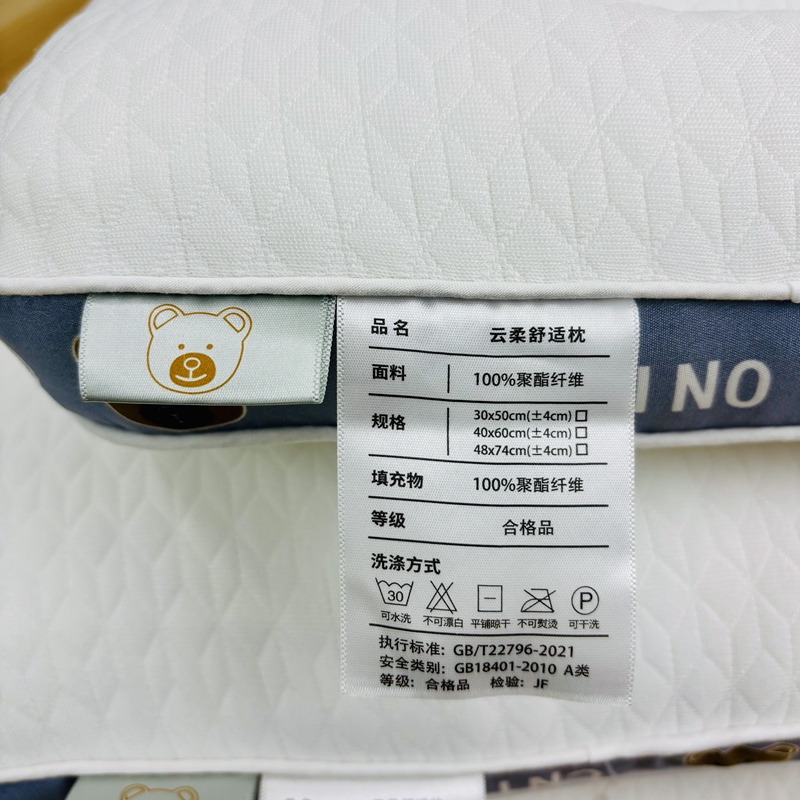 品名 云柔舒适枕
面料 100%聚酯纤维
规格 30x50cm(±4cm)□
40x60cm(±4cm)□
48x74cm(±4cm)□
填充物 100%聚酯纤维
等级 合格品
洗涤方式
30
P
可水洗 不可漂白 平铺晾干 不可熨烫 可干洗
执行标准: GB/T22796-2021
安全类别: GB18401-2010 A类
等级: 合格品 检验: JF
NO